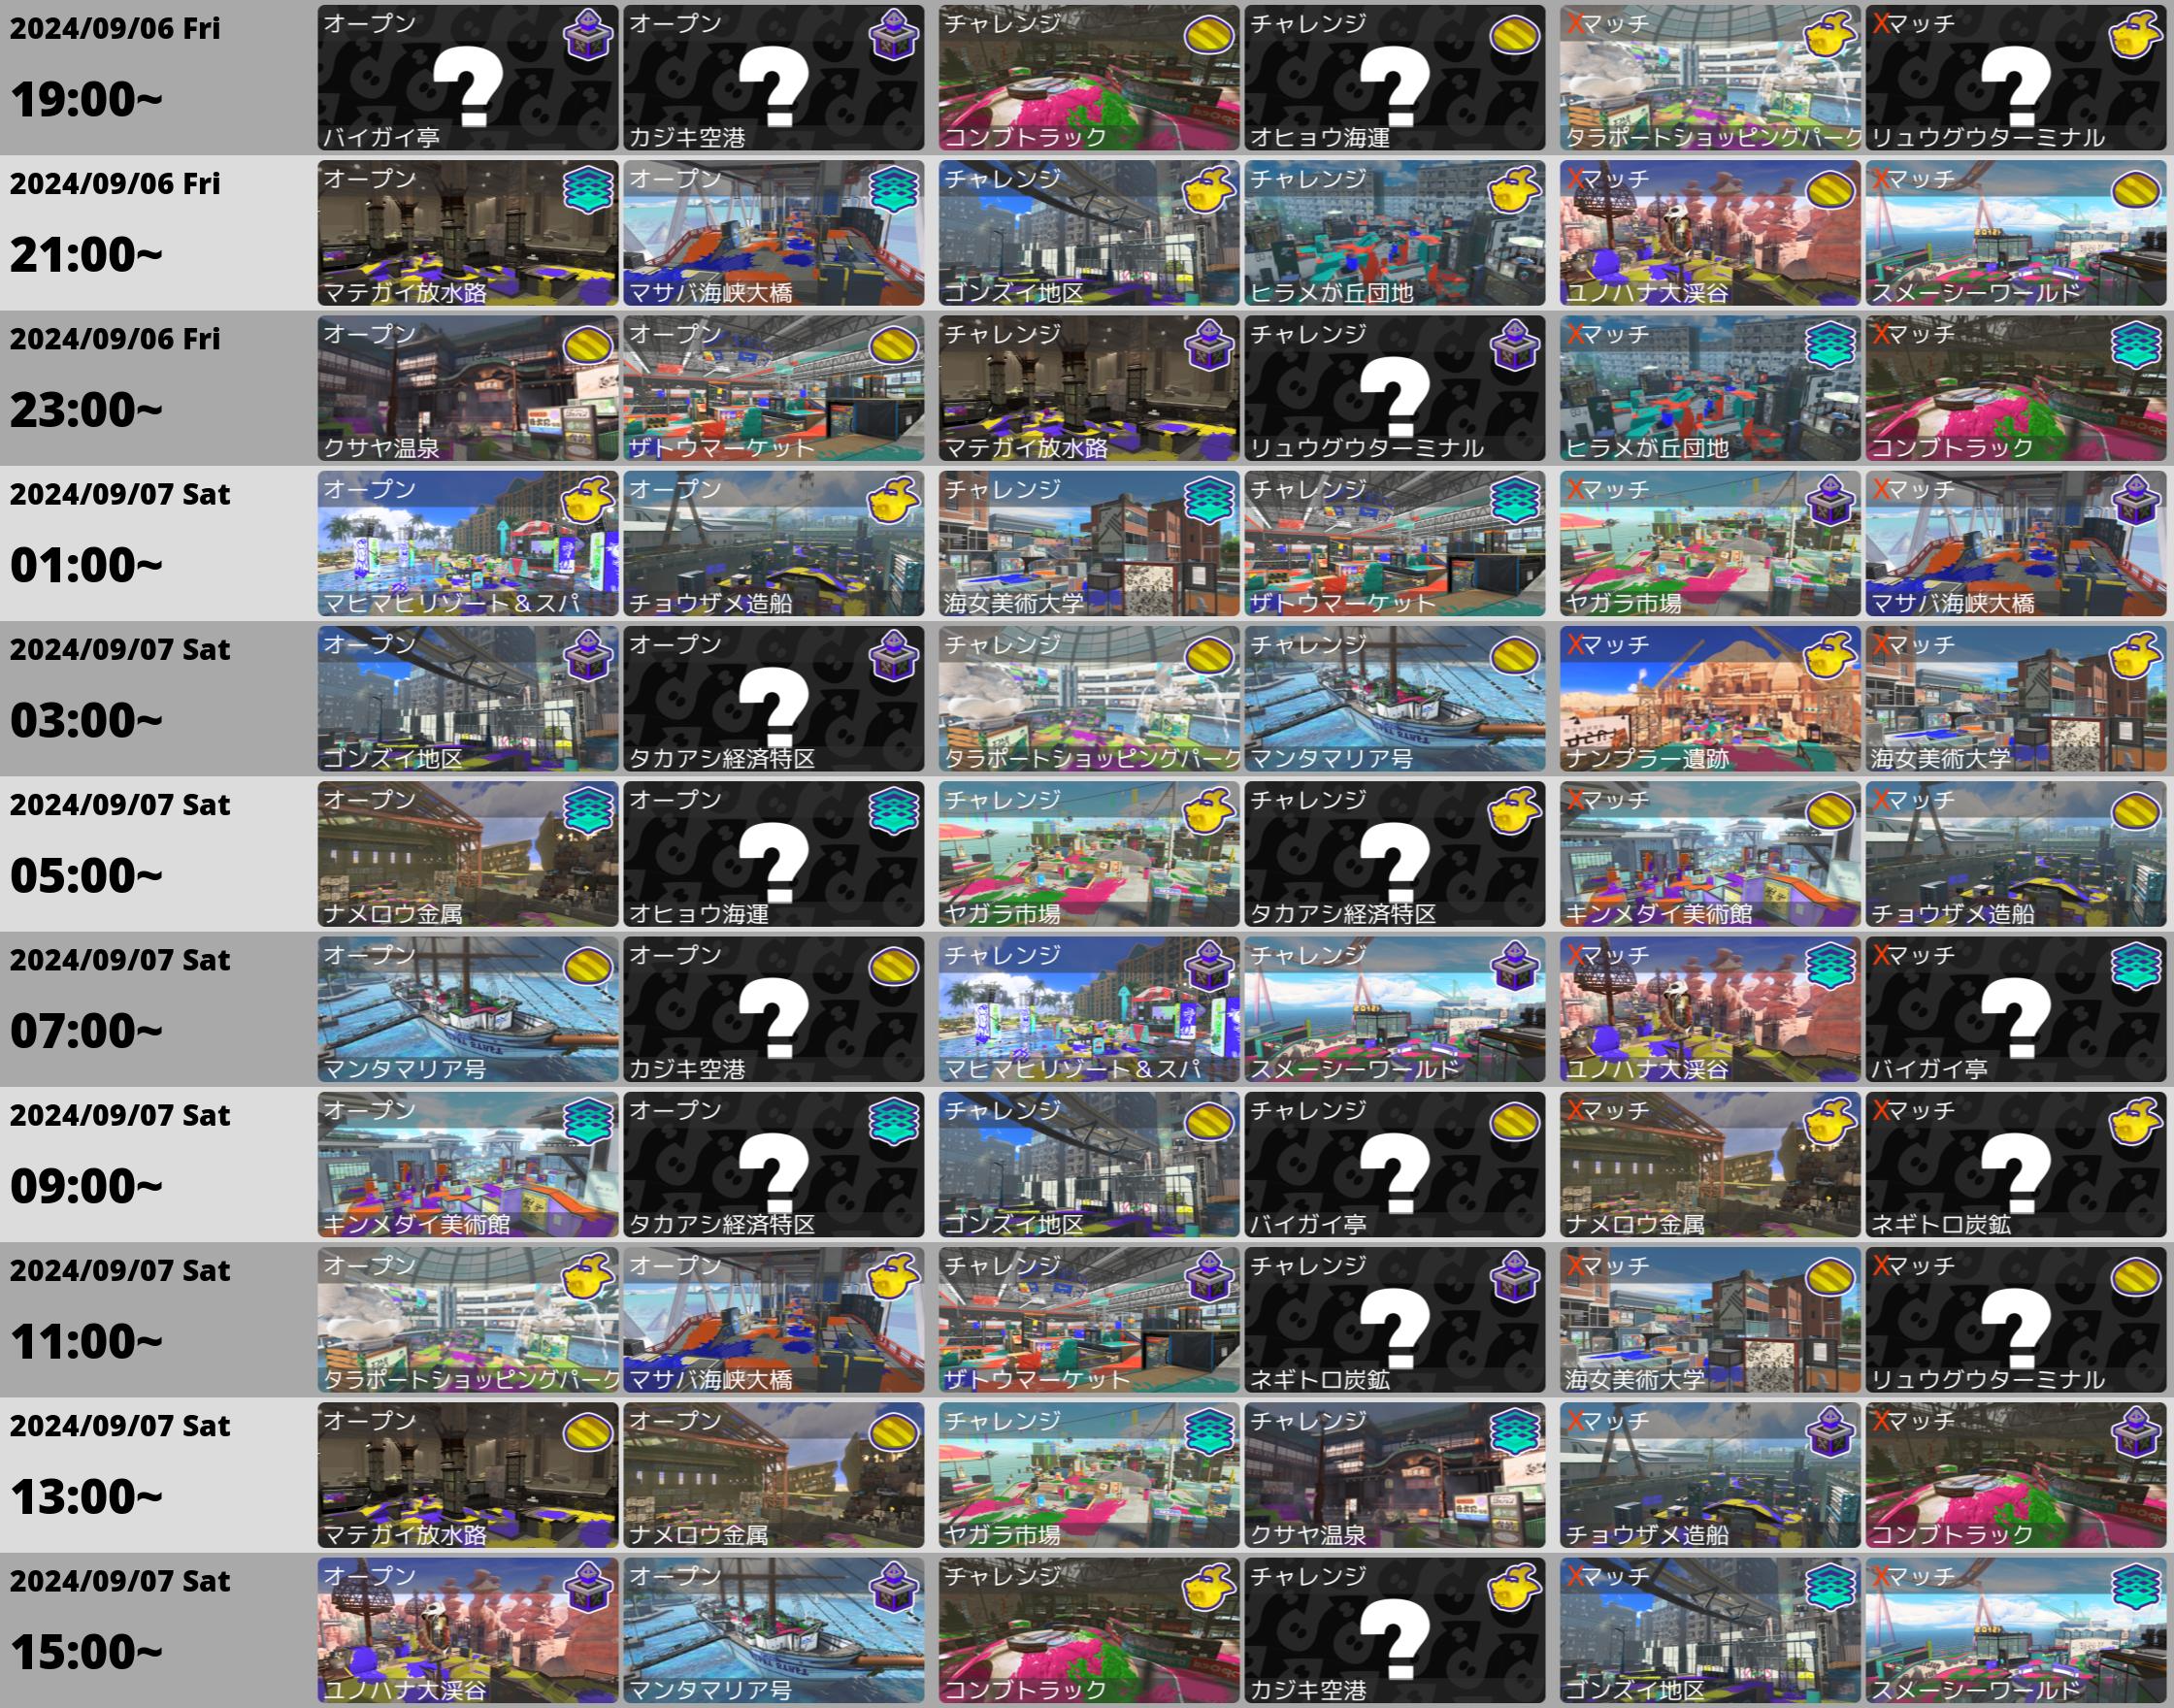 2024/09/06 Fri
19:00~
オープン
バイガイ亭
オープン
カジキ空港
チャレンジ
コンブトラック
チャレンジ
オヒョウ海運
Xマッチ
タラポートショッピングパーク
Xマッチ
リュウグウターミナル
2024/09/06 Fri
21:00~
オープン
マテガイ放水路
オープン
マサバ海峡大橋
チャレンジ
ゴンズイ地区
チャレンジ
ヒラメが丘団地
Xマッチ
ユノハナ大渓谷
Xマッチ
スメーシーワールド
2024/09/06 Fri
23:00~
オープン
クサヤ温泉
オープン
ザトウマーケット
チャレンジ
マテガイ放水路
チャレンジ
リュウグウターミナル
Xマッチ
ヒラメが丘団地
Xマッチ
コンブトラック
2024/09/07 Sat
01:00~
オープン
マヒマヒリゾート＆スパ
オープン
チョウザメ造船
チャレンジ
海女美術大学
チャレンジ
ザトウマーケット
Xマッチ
ヤガラ市場
Xマッチ
マサバ海峡大橋
2024/09/07 Sat
03:00~
オープン
ゴンズイ地区
オープン
タカアシ経済特区
チャレンジ
タラポートショッピングパーク
チャレンジ
マンタマリア号
Xマッチ
ナンプラー遺跡
Xマッチ
海女美術大学
2024/09/07 Sat
05:00~
オープン
ナメロウ金属
オープン
オヒョウ海運
チャレンジ
ヤガラ市場
チャレンジ
タカアシ経済特区
Xマッチ
キンメダイ美術館
Xマッチ
チョウザメ造船
2024/09/07 Sat
07:00~
オープン
マンタマリア号
オープン
カジキ空港
チャレンジ
マヒマヒリゾート＆スパ
チャレンジ
スメーシーワールド
Xマッチ
ユノハナ大渓谷
Xマッチ
バイガイ亭
2024/09/07 Sat
09:00~
オープン
キンメダイ美術館
オープン
タカアシ経済特区
チャレンジ
ゴンズイ地区
チャレンジ
バイガイ亭
Xマッチ
ナメロウ金属
Xマッチ
ネギトロ炭鉱
2024/09/07 Sat
11:00~
オープン
タラポートショッピングパーク
オープン
マサバ海峡大橋
チャレンジ
ザトウマーケット
チャレンジ
ネギトロ炭鉱
Xマッチ
海女美術大学
Xマッチ
リュウグウターミナル
2024/09/07 Sat
13:00~
オープン
マテガイ放水路
オープン
ナメロウ金属
チャレンジ
ヤガラ市場
チャレンジ
クサヤ温泉
Xマッチ
チョウザメ造船
Xマッチ
コンブトラック
2024/09/07 Sat
15:00~
オープン
ユノハナ大渓谷
オープン
マンタマリア号
チャレンジ
コンブトラック
チャレンジ
カジキ空港
Xマッチ
ゴンズイ地区
Xマッチ
スメーシーワールド